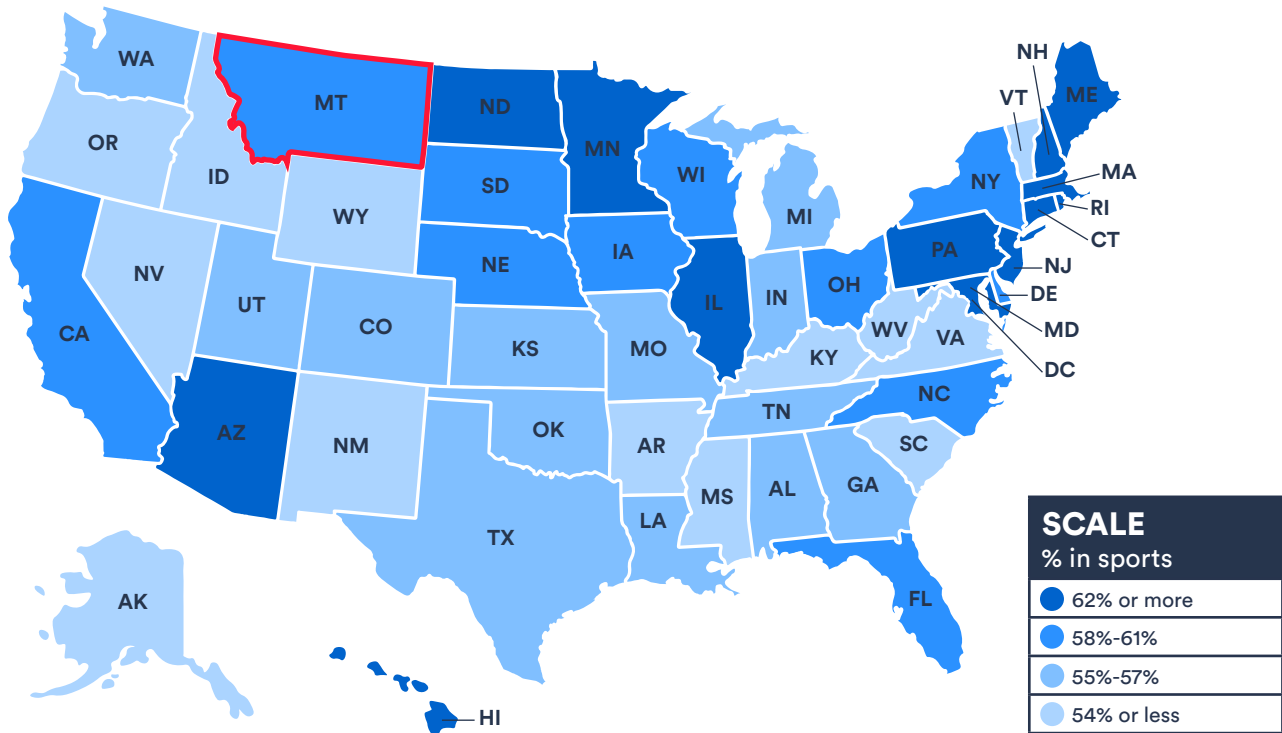 WA
MT
ND
MN
NH
VT
ME
OR
ID
SD
WI
NY
MA
RI
CT
WY
MI
NV
NE
IA
PA
NJ
UT
CO
IL
IN
OH
DE
MD
DC
CA
KS
MO
WV
VA
KY
AZ
NM
OK
AR
TN
NC
SC
TX
LA
MS
AL
GA
FL
AK
HI
SCALE
% in sports
62% or more
58%-61%
55%-57%
54% or less